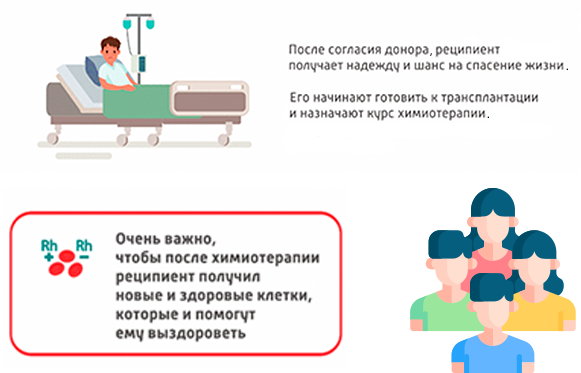 После согласия донора, реципиент
получает надежду и шанс на спасение жизни.
Его начинают готовить к трансплантации
и назначают курс химиотерапии.
Rh Rh
+ -
Очень важно,
чтобы после химиотерапии
реципиент получил
новые и здоровые клетки,
которые и помогут
ему выздороветь